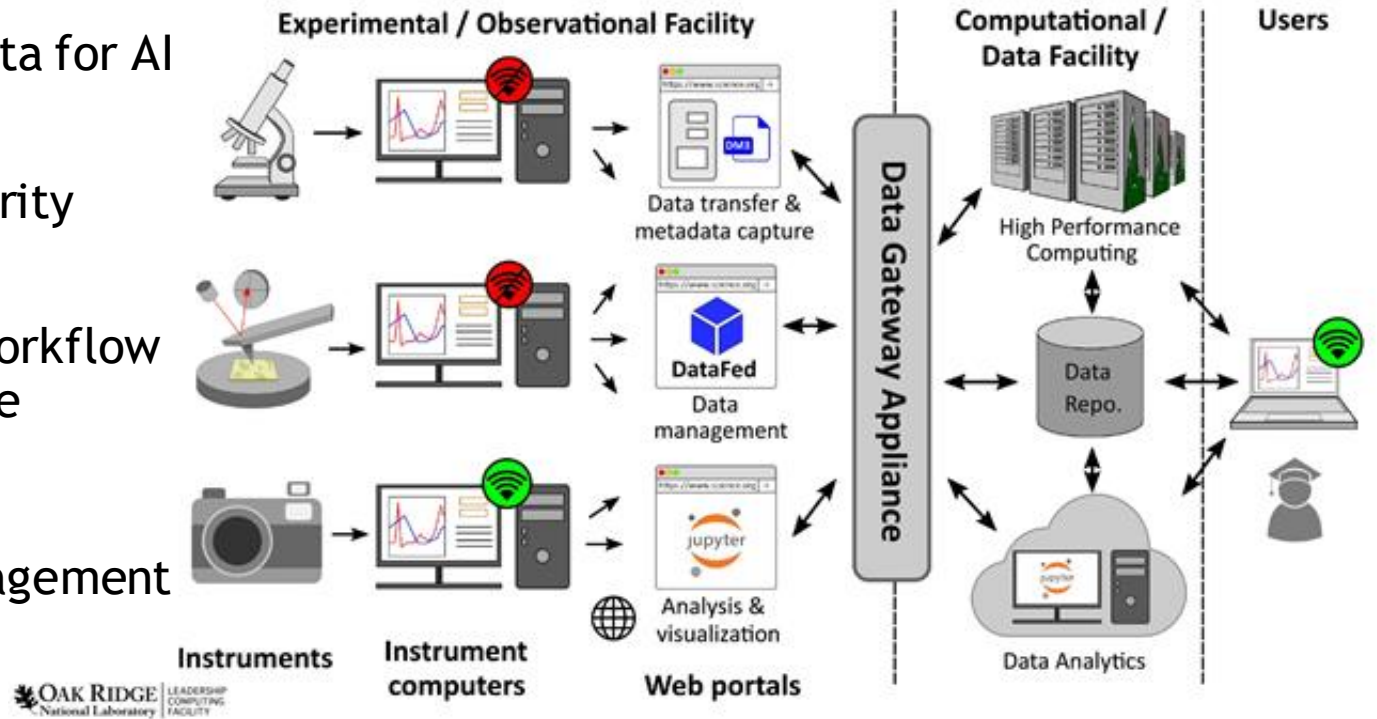 ta for AI
rity
orkflow
e
agement
Experimental / Observational Facility
Computational /
Data Facility
Users
DM3
Data transfer &
metadata capture
DataFed
Data
management
jupyter
Analysis &
visualization
Data Gateway Appliance
High Performance
Computing
Data
Repo.
jupyter
Data Analytics
Instruments
Instrument
computers
Web portals
OAK RIDGE
National Laboratory
LEADERSHIP
COMPUTING
FACILITY